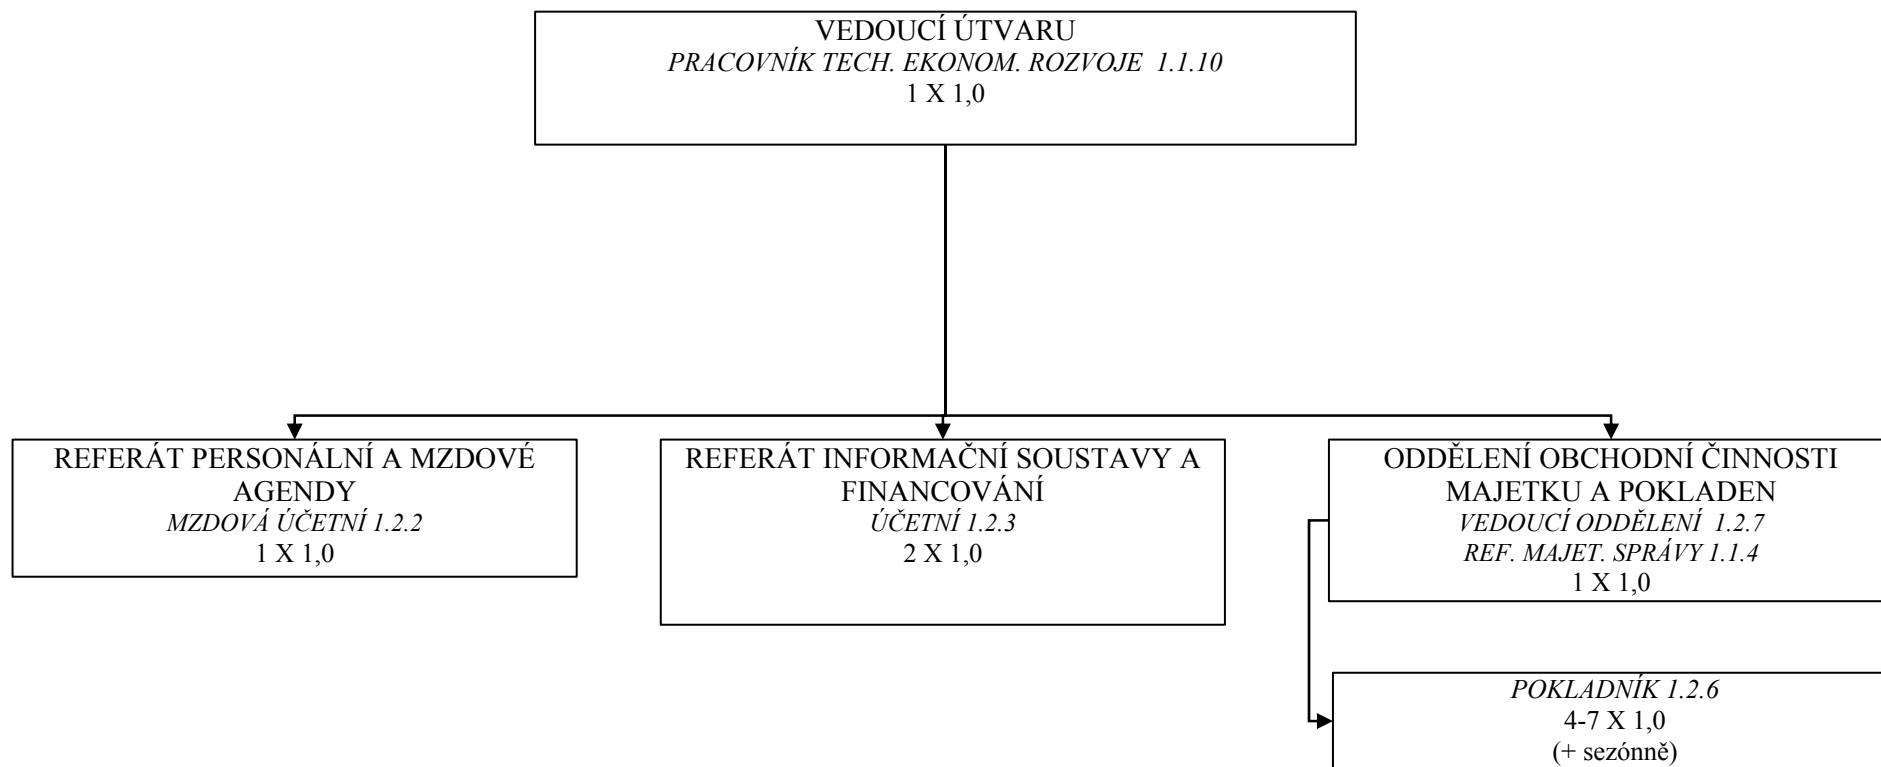 VEDOUCÍ ÚTVARU
PRACOVNÍK TECH. EKONOM. ROZVOJE 1.1.10
1 X 1,0
REFERÁT PERSONÁLNÍ A MZDOVÉ
AGENDY
MZDOVÁ ÚČETNÍ 1.2.2
1 X 1,0
REFERÁT INFORMAČNÍ SOUSTAVY A
FINANCOVÁNÍ
ÚČETNÍ 1.2.3
2 X 1,0
ODDĚLENÍ OBCHODNÍ ČINNOSTI
MAJETKU A POKLADEN
VEDOUCÍ ODDĚLENÍ 1.2.7
REF. MAJET. SPRÁVY 1.1.4
1 X 1,0
POKLADNÍK 1.2.6
4-7 X 1,0
(+ sezónně)